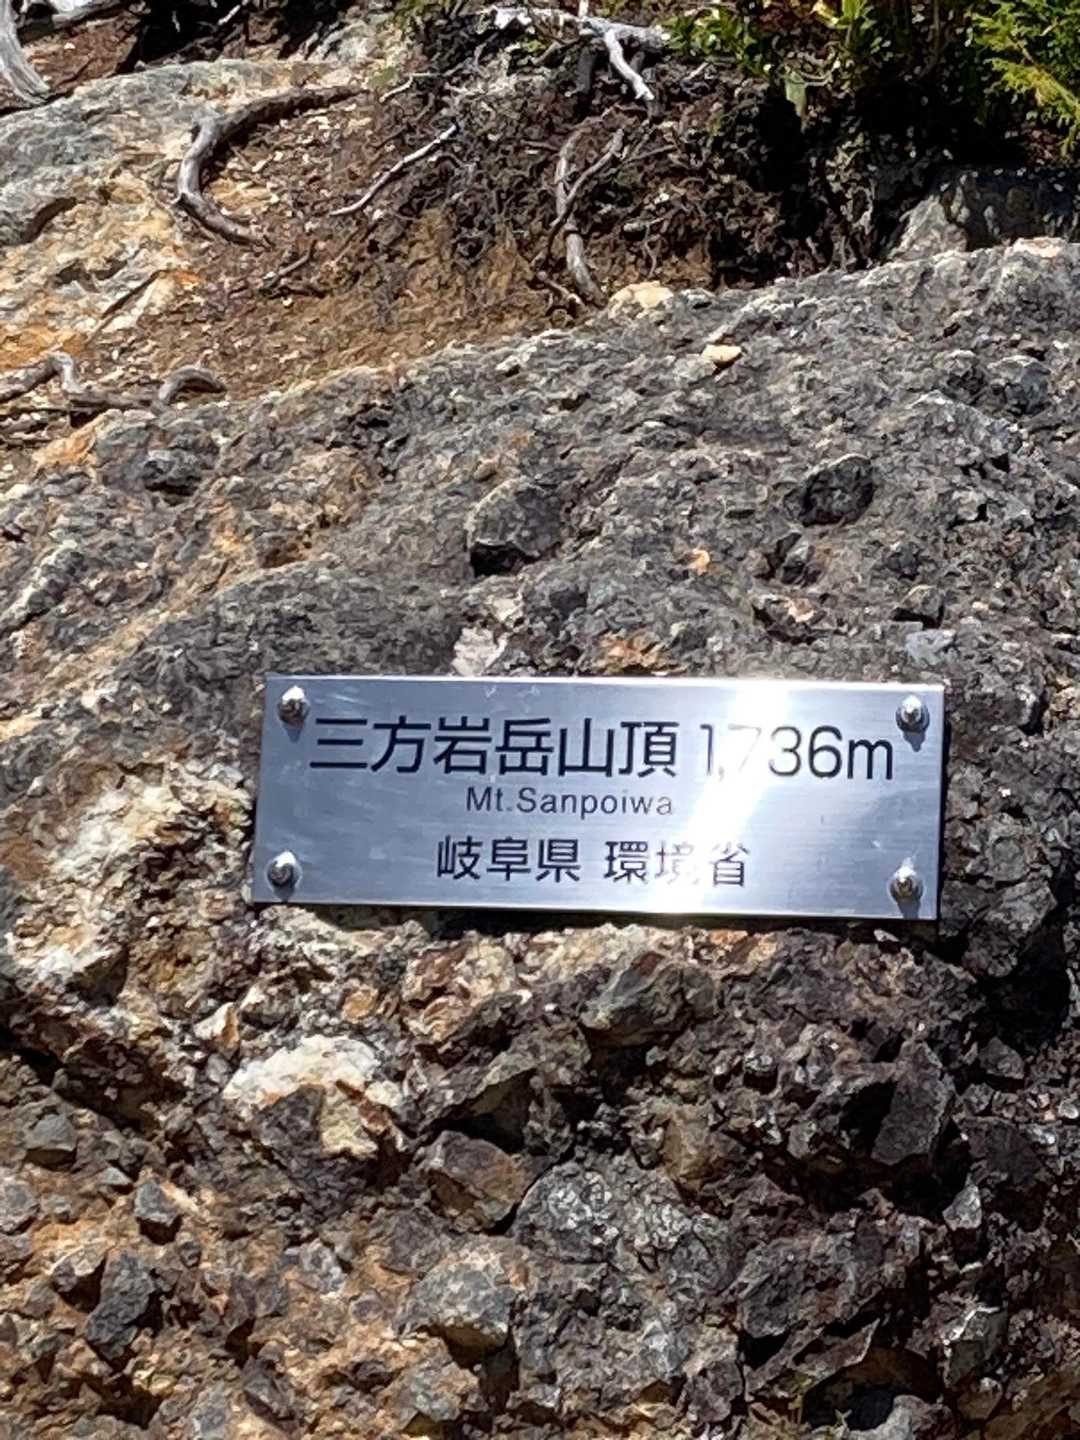 三方岩岳山頂 1,736m
Mt.Sanpoiwa
岐阜県 環境省